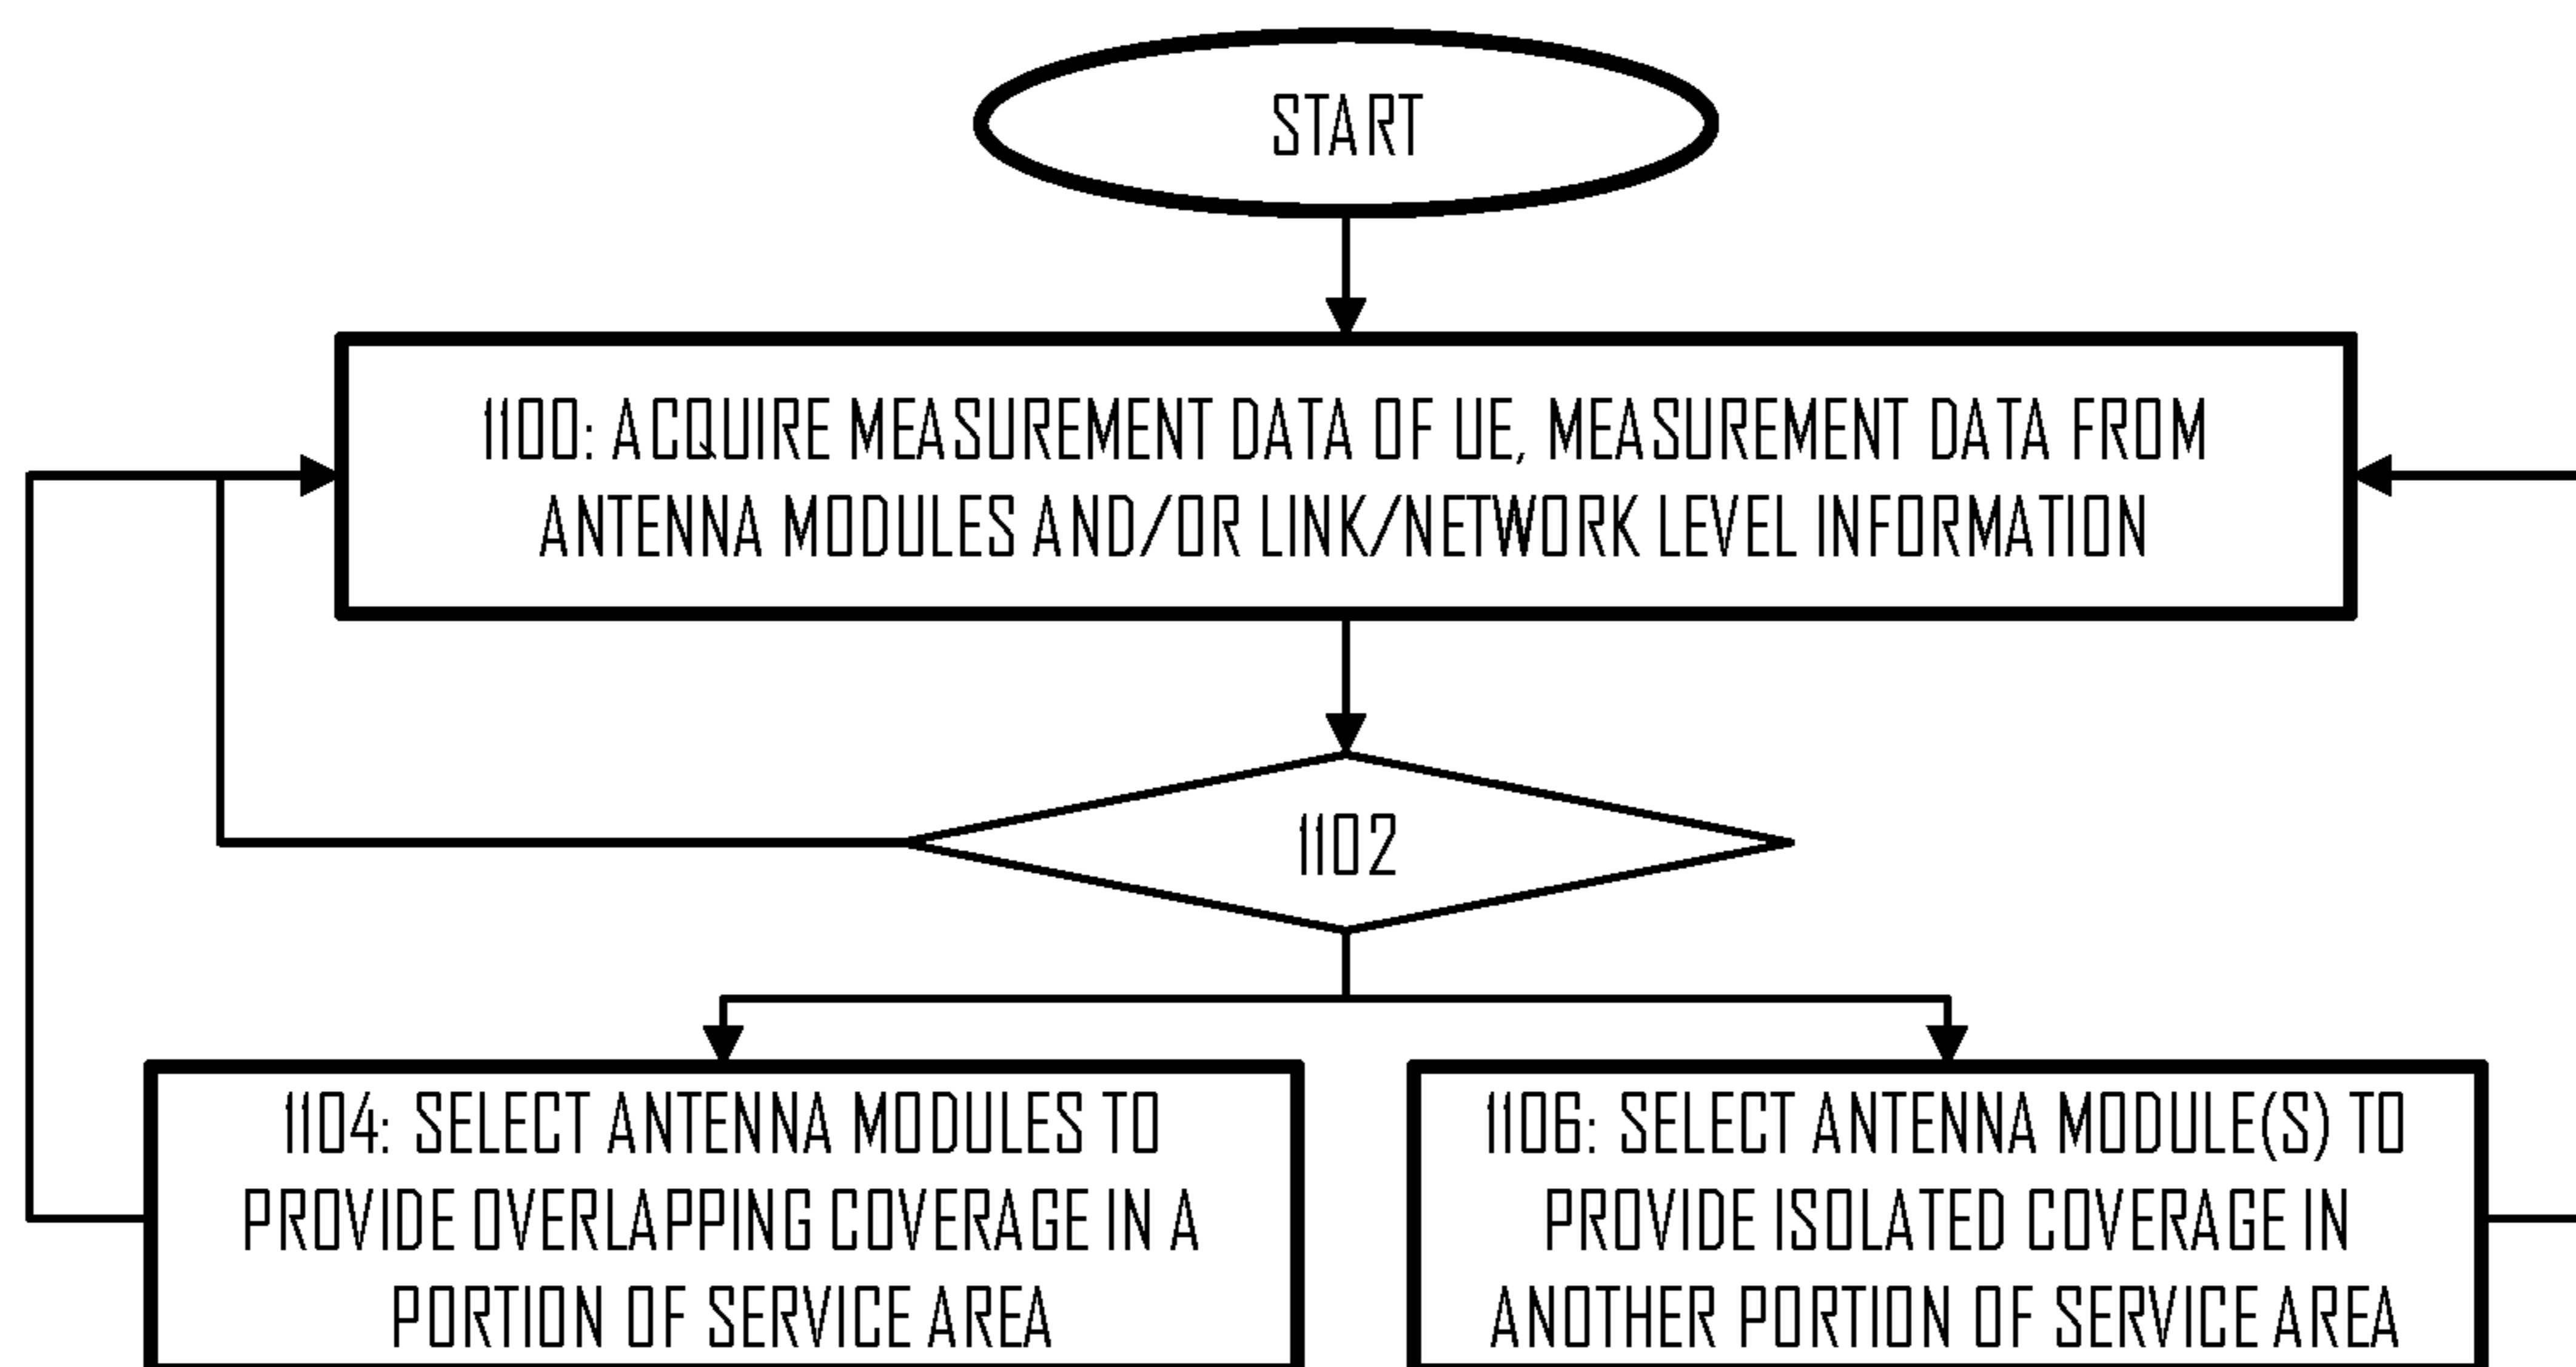 START
1100: ACQUIRE MEASUREMENT DATA OF UE, MEASUREMENT DATA FROM
ANTENNA MODULES AND/OR LINK/NETWORK LEVEL INFORMATION
1102
1104: SELECT ANTENNA MODULES TO
PROVIDE OVERLAPPING COVERAGE IN A
PORTION OF SERVICE AREA
1106: SELECT ANTENNA MODULE(S) TO
PROVIDE ISOLATED COVERAGE IN
ANOTHER PORTION OF SERVICE AREA